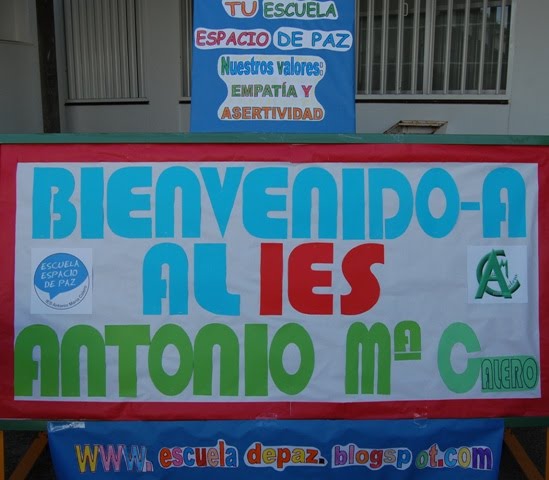 TU ESCUELA
ESPACIO DE PAZ
Nuestros valores:
EMPATÍA Y
ASERTIVIDAD
BIENVENIDO-A
AL IES
ESCUELA
ESPACIO
DE PAZ
ANTONIO Mª CALERO
WWW. escuela depaz. blogspot.com